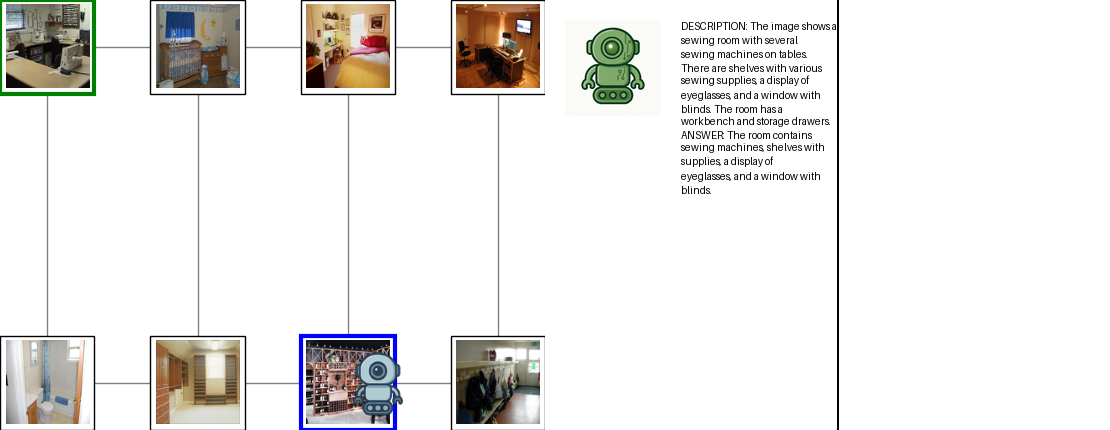 DESCRIPTION: The image shows a
sewing room with several
sewing machines on tables.
There are shelves with various
sewing supplies, a display of
eyeglasses, and a window with
blinds. The room has a
workbench and storage drawers.
ANSWER: The room contains
sewing machines, shelves with
supplies, a display of
eyeglasses, and a window with
blinds.